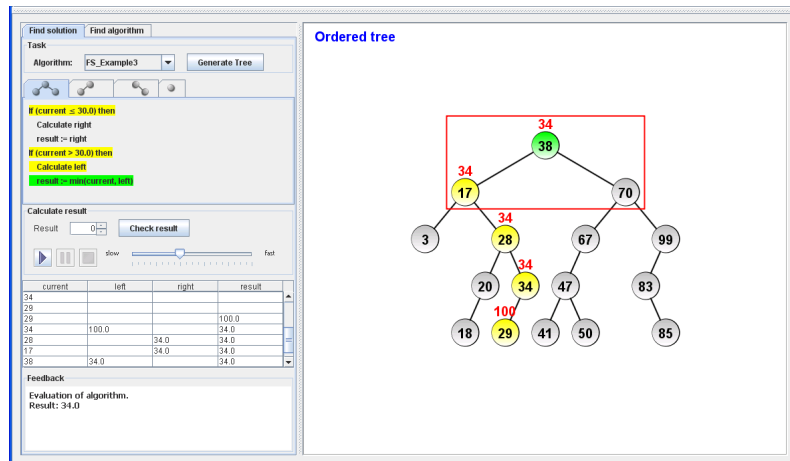 Find solution Find algorithm
Task
Algorithm: FS_Example3 Generate Tree
If (current ≤ 30.0) then
Calculate right
result := right
If (current > 30.0) then
Calculate left
result := min(current, left)
Calculate result
Result 0 Check result
slow fast
current left right result
34
29
29 100.0
34 100.0 34.0
28 34.0 34.0
17 34.0 34.0
38 34.0 34.0
Feedback
Evaluation of algorithm.
Result: 34.0
Ordered tree
34
38
34
17 70
34
3 28 67 99
34
20 34 47 83
100
18 29 41 50 85